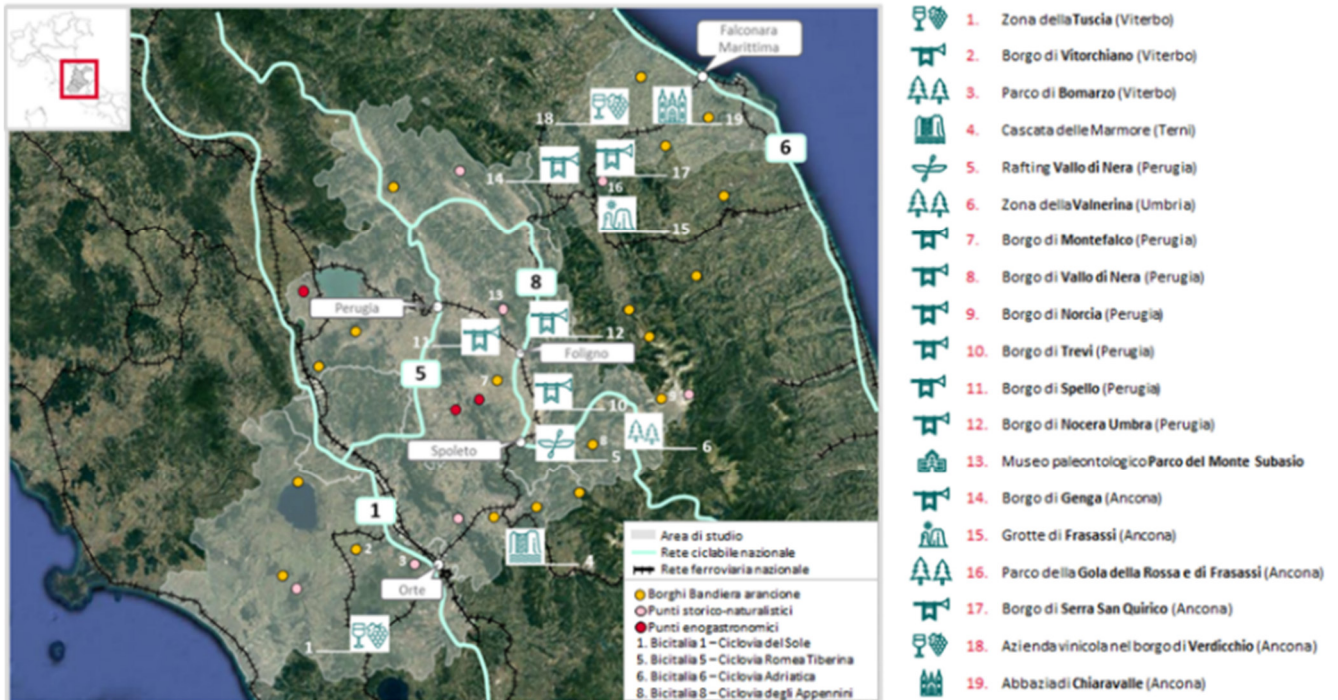 Falconara
Marittima
18
19
6
14
17
16
15
8
Perugia
13
12
11
Foligno
5
7
10
9
Spoleto
8
6
5
1
2
3
4
Orte
1
Area di studio
Rete ciclabile nazionale
Rete ferroviaria nazionale
Borghi Bandiera arancione
Punti storico-naturalistici
Punti enogastronomici
1. Bicitalia 1 – Ciclovia del Sole
5. Bicitalia 5 – Ciclovia Romea Tiberina
6. Bicitalia 6 – Ciclovia Adriatica
8. Bicitalia 8 – Ciclovia degli Appennini
1. Zona della Tuscia (Viterbo)
2. Borgo di Vitorchiano (Viterbo)
3. Parco di Bomarzo (Viterbo)
4. Cascata delle Marmore (Terni)
5. Rafting Vallo di Nera (Perugia)
6. Zona della Valnerina (Umbria)
7. Borgo di Montefalco (Perugia)
8. Borgo di Vallo di Nera (Perugia)
9. Borgo di Norcia (Perugia)
10. Borgo di Trevi (Perugia)
11. Borgo di Spello (Perugia)
12. Borgo di Nocera Umbra (Perugia)
13. Museo paleontologico Parco del Monte Subasio
14. Borgo di Genga (Ancona)
15. Grotte di Frasassi (Ancona)
16. Parco della Gola della Rossa e di Frasassi (Ancona)
17. Borgo di Serra San Quirico (Ancona)
18. Azienda vinicola nel borgo di Verdicchio (Ancona)
19. Abbazia di Chiaravalle (Ancona)